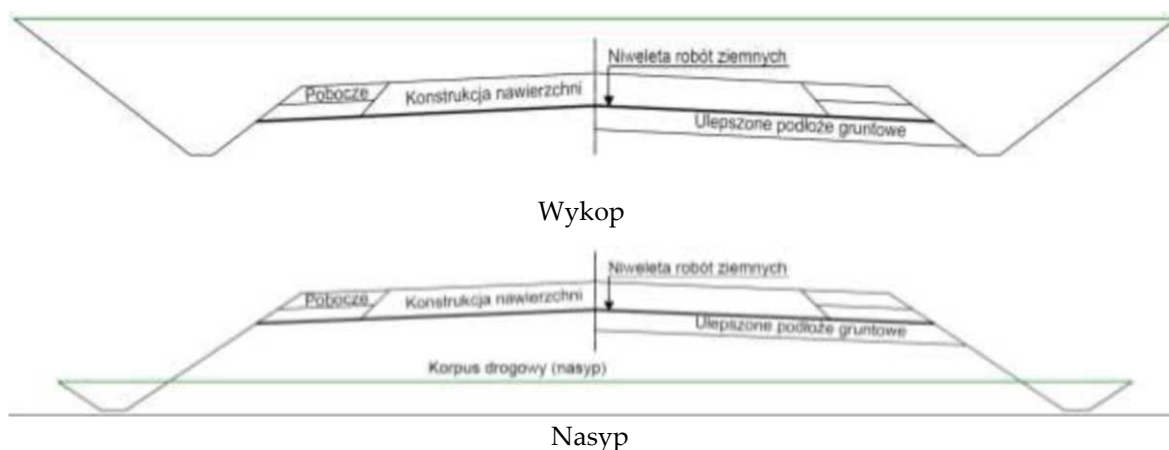 Niweleta robót ziemnych
Pobocze
Konstrukcja nawierzchni
Ulepszone podłoże gruntowe
Wykop
Niweleta robót ziemnych
Pobocze
Konstrukcja nawierzchni
Ulepszone podłoże gruntowe
Korpus drogowy (nasyp)
Nasyp